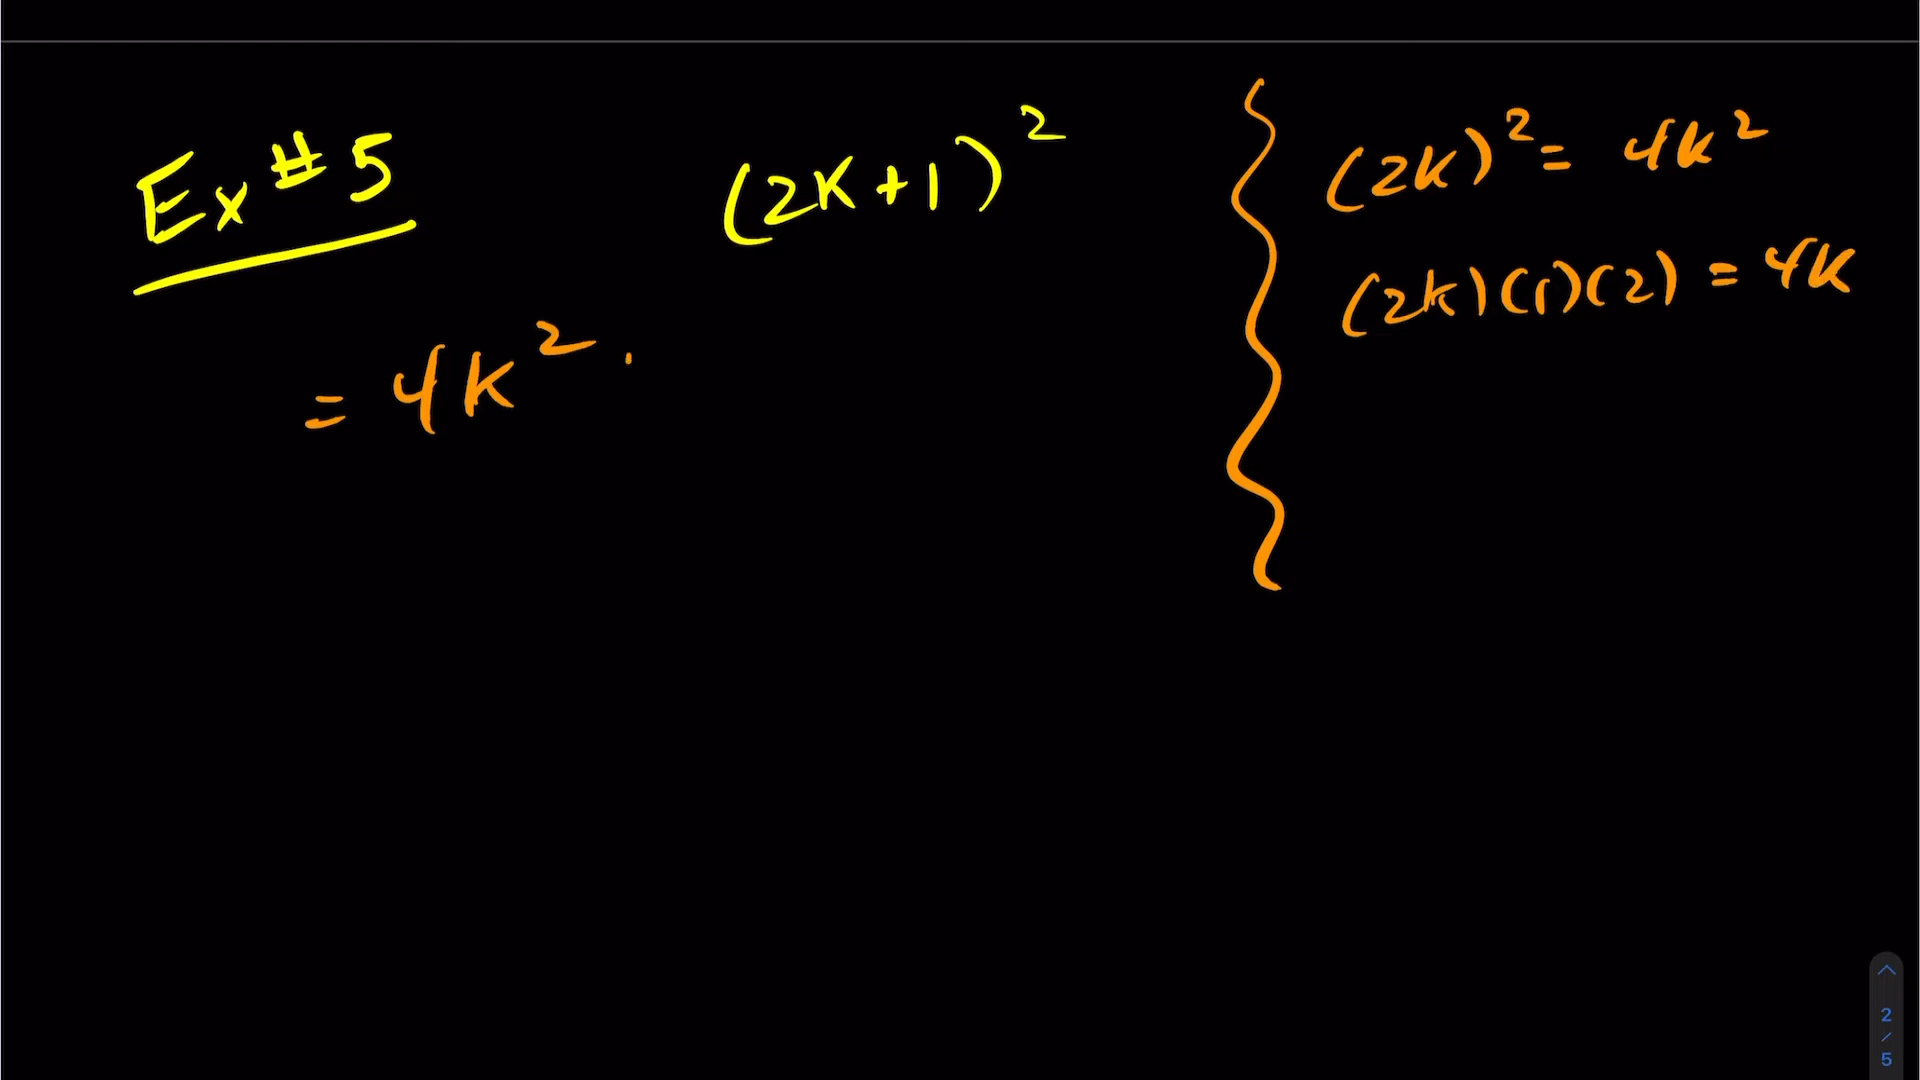 Ex #5 (2k+1)²
= 4k²
(2k)² = 4k²
(2k)(1)(2) = 4k
2
/
5